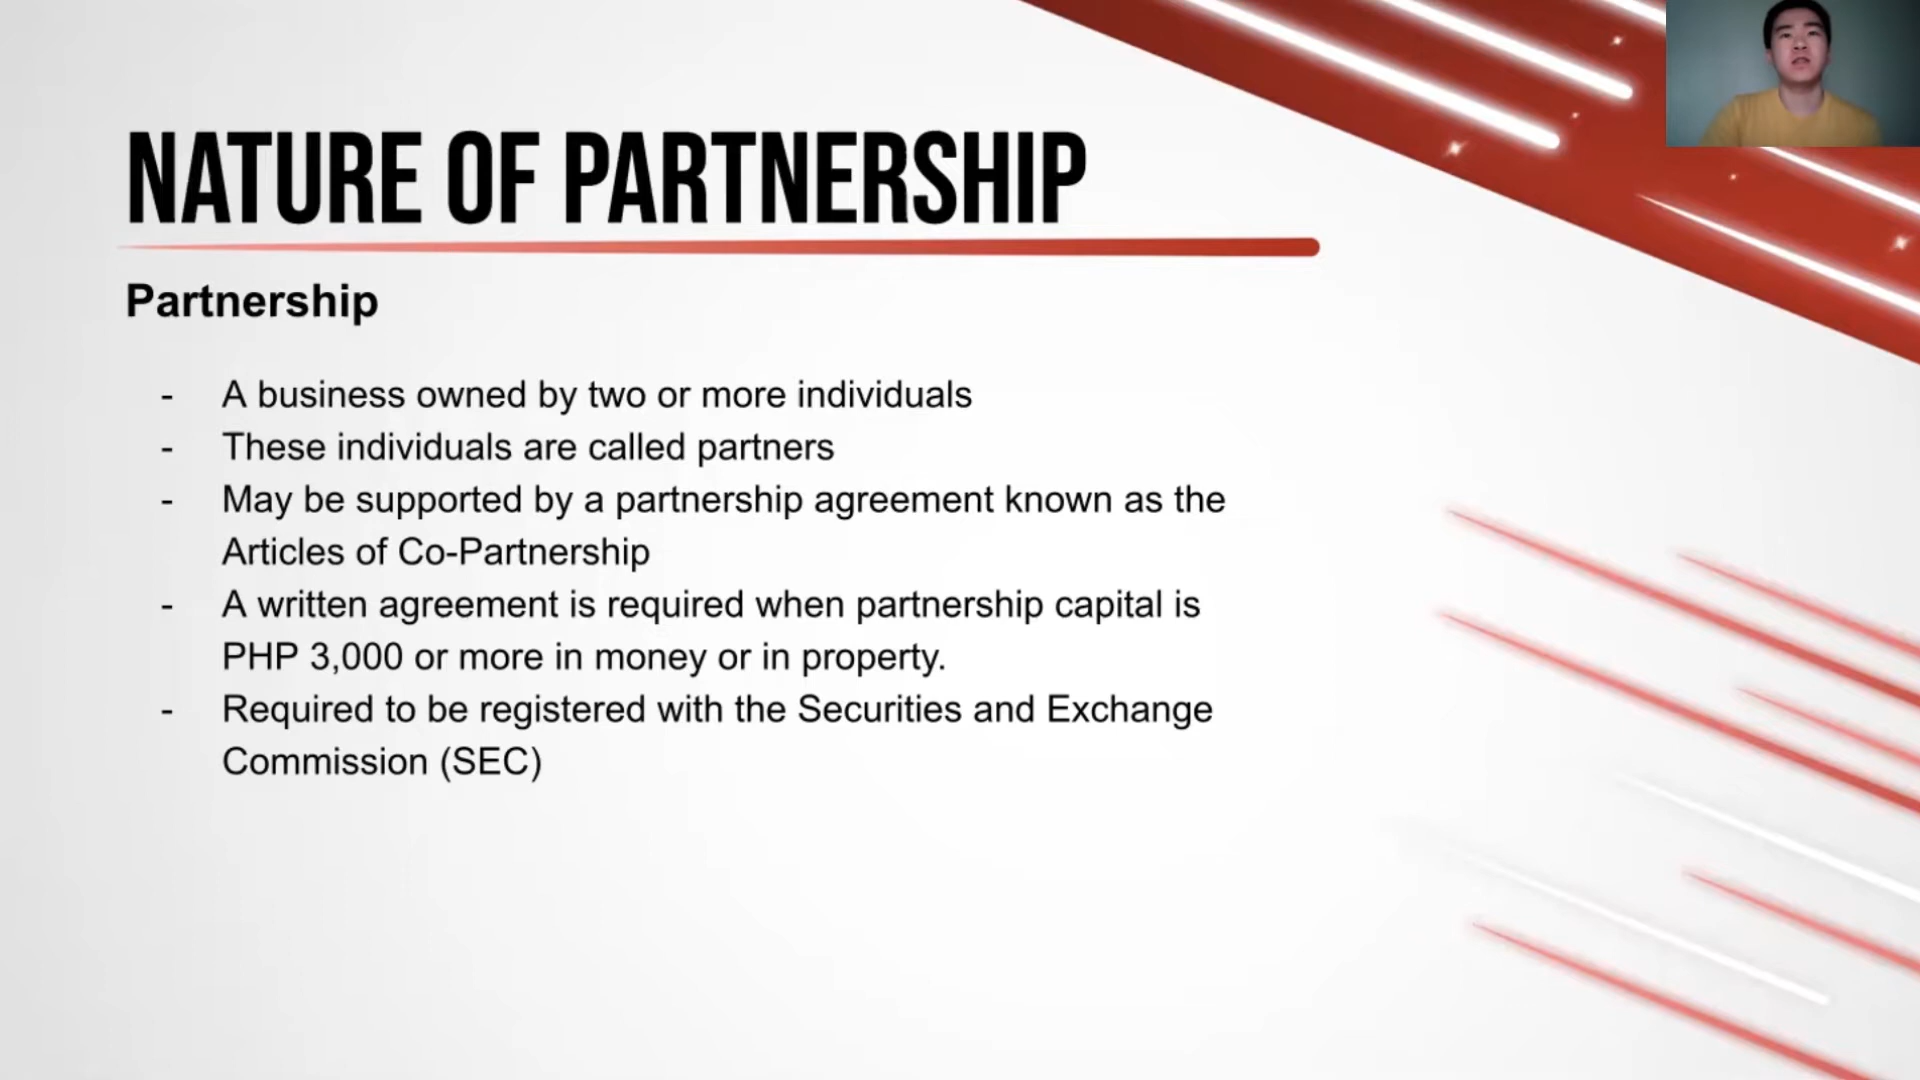 NATURE OF PARTNERSHIP
Partnership
- A business owned by two or more individuals
- These individuals are called partners
- May be supported by a partnership agreement known as the
Articles of Co-Partnership
- A written agreement is required when partnership capital is
PHP 3,000 or more in money or in property.
- Required to be registered with the Securities and Exchange
Commission (SEC)